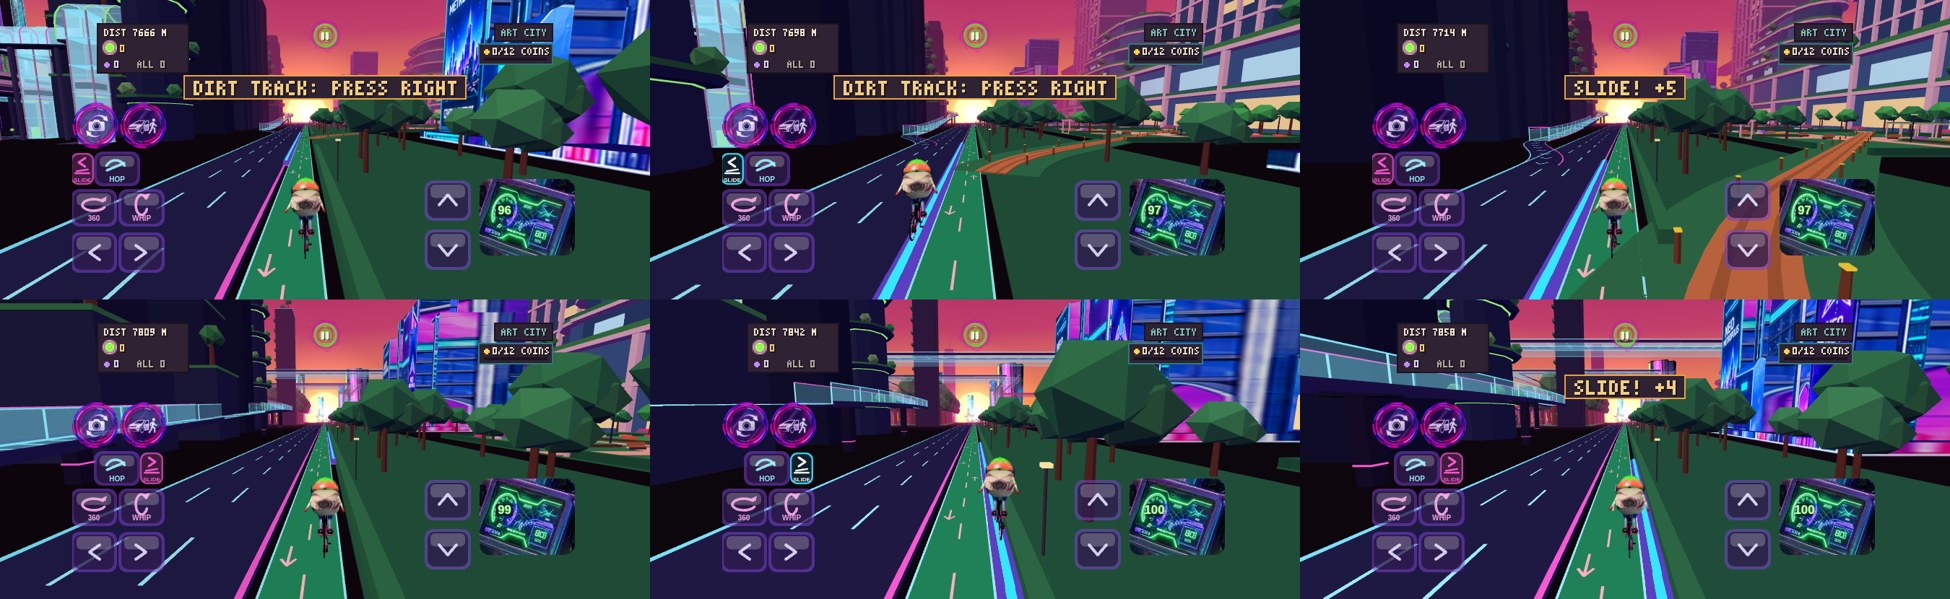 DIST 7666 M
0
0 ALL 0
ART CITY
0/12 COINS
DIRT TRACK: PRESS RIGHT
SLIDE
HOP
360
WHIP
96
DIST 7698 M
0
0 ALL 0
ART CITY
0/12 COINS
DIRT TRACK: PRESS RIGHT
SLIDE
HOP
360
WHIP
97
DIST 7714 M
0
0 ALL 0
ART CITY
0/12 COINS
SLIDE! +5
SLIDE
HOP
360
WHIP
97
DIST 7809 M
0
0 ALL 0
ART CITY
0/12 COINS
HOP
SLIDE
360
WHIP
99
DIST 7842 M
0
0 ALL 0
ART CITY
0/12 COINS
HOP
SLIDE
360
WHIP
100
DIST 7858 M
0
0 ALL 0
ART CITY
0/12 COINS
SLIDE! +4
HOP
SLIDE
360
WHIP
100